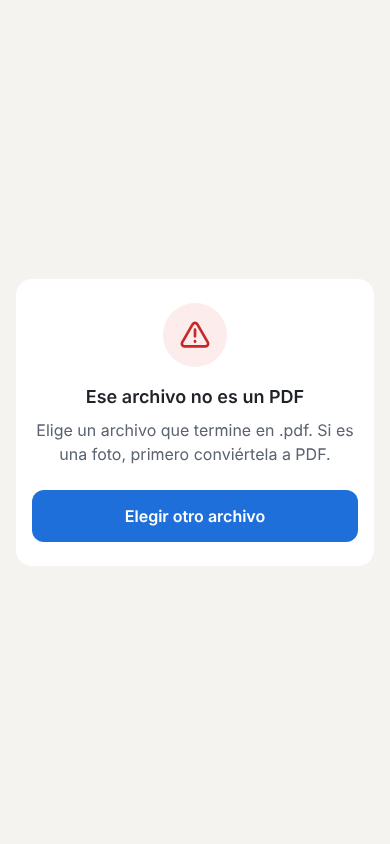 Ese archivo no es un PDF
Elige un archivo que termine en .pdf. Si es
una foto, primero conviértela a PDF.
Elegir otro archivo